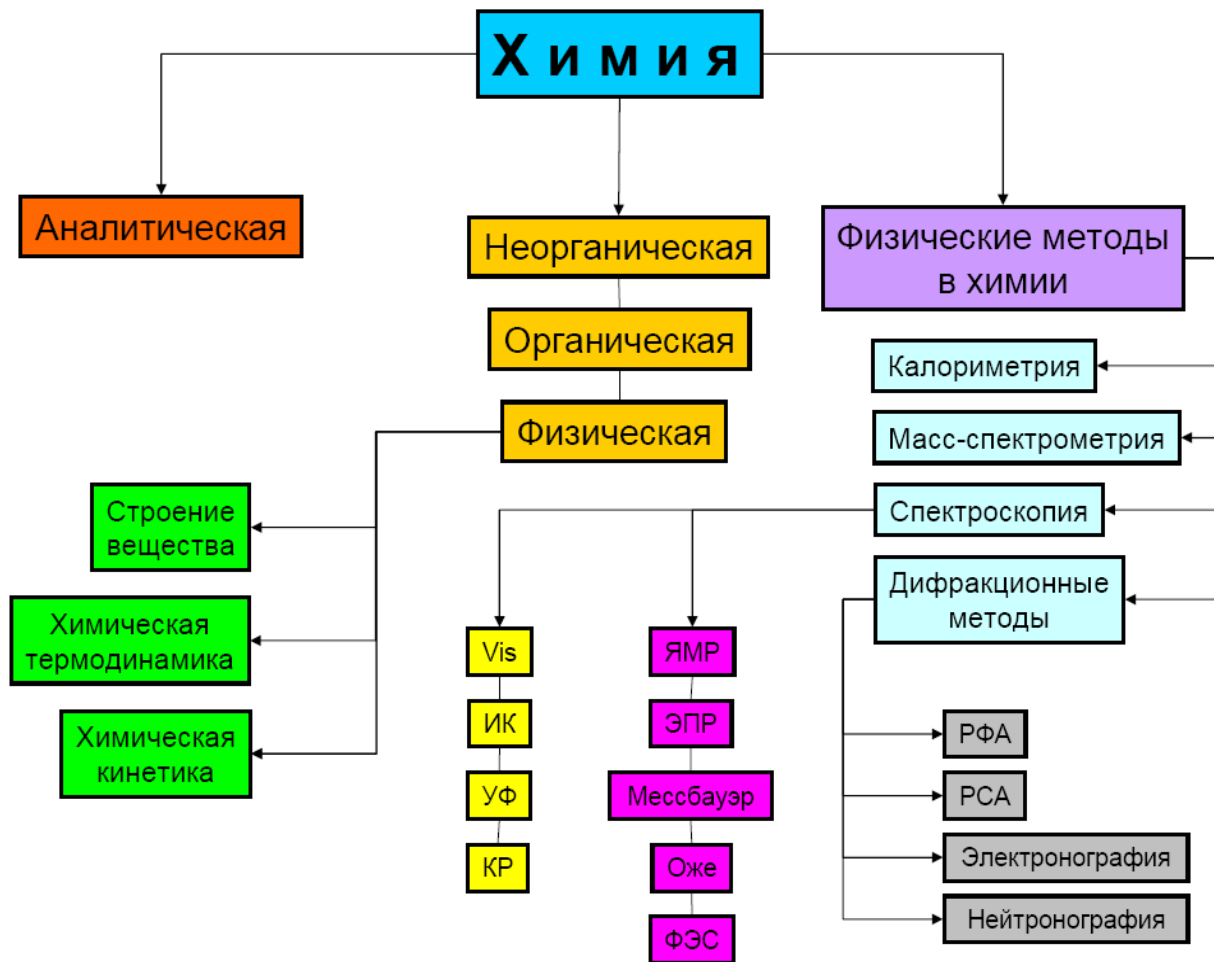 Х и м и я
Аналитическая
Неорганическая
Органическая
Физическая
Физические методы
в химии
Калориметрия
Масс-спектрометрия
Спектроскопия
Дифракционные
методы
Строение
вещества
Химическая
термодинамика
Химическая
кинетика
Vis
ИК
УФ
КР
ЯМР
ЭПР
Мессбауэр
Оже
ФЭС
РФА
РСА
Электронография
Нейтронография